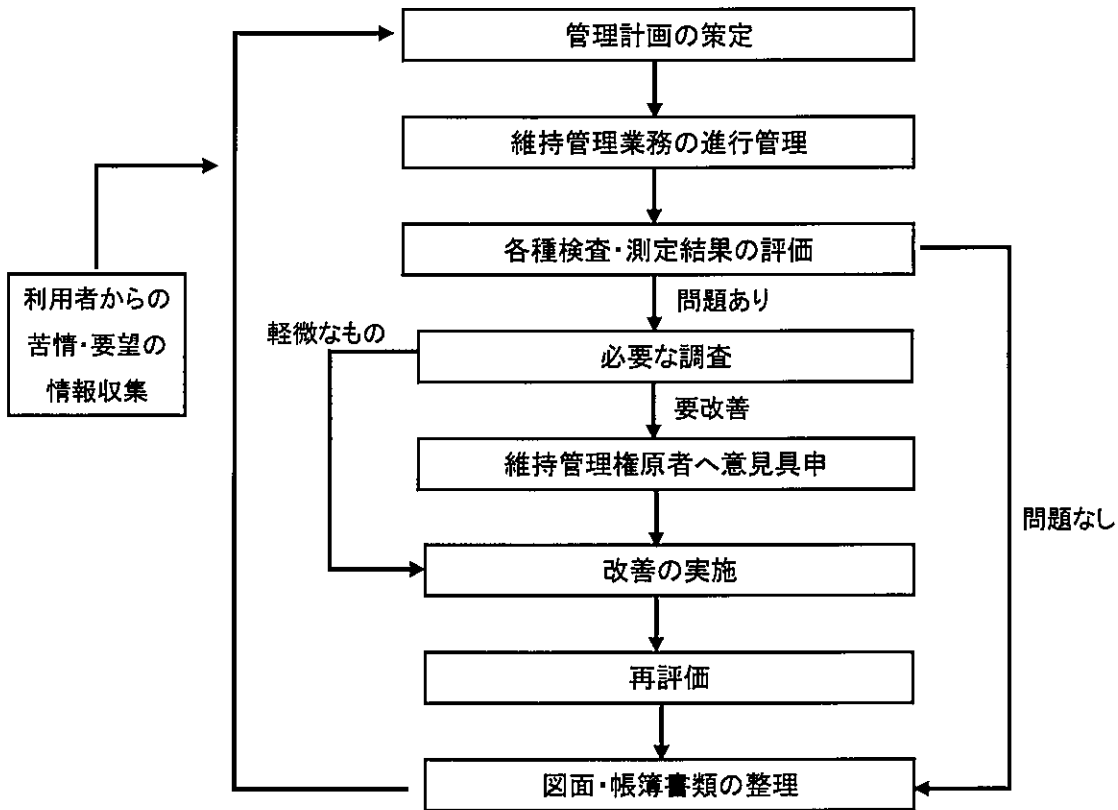 管理計画の策定
維持管理業務の進行管理
各種検査・測定結果の評価
問題あり
利用者からの
苦情・要望の
情報収集
軽微なもの
必要な調査
要改善
維持管理権原者へ意見具申
問題なし
改善の実施
再評価
図面・帳簿書類の整理